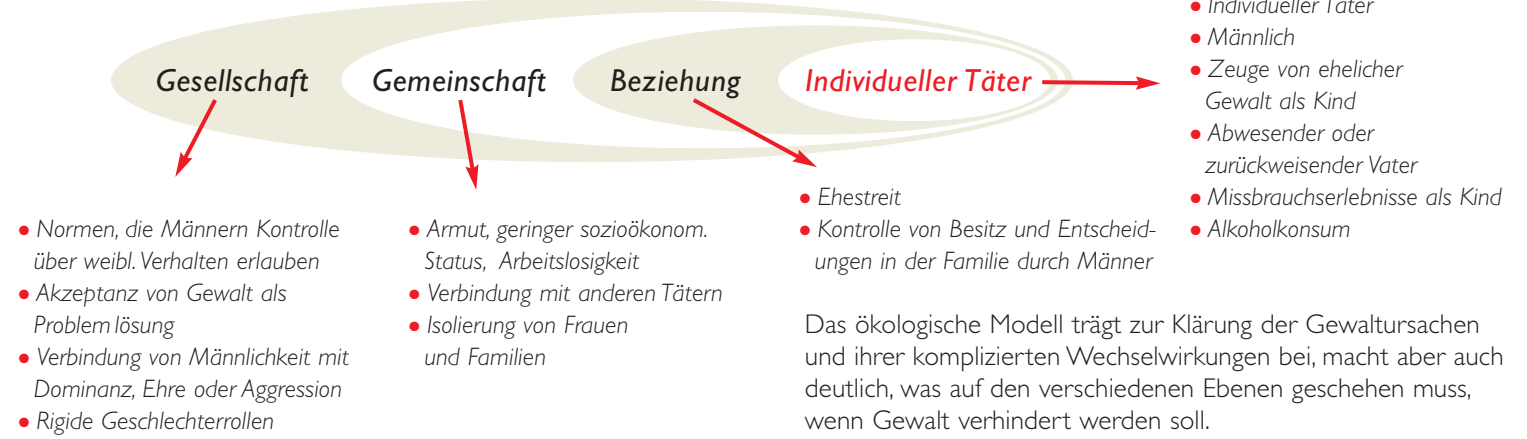 Gesellschaft
Gemeinschaft
Beziehung
Individueller Täter
• Normen, die Männern Kontrolle
über weibl. Verhalten erlauben
• Akzeptanz von Gewalt als
Problem lösung
• Verbindung von Männlichkeit mit
Dominanz, Ehre oder Aggression
• Rigide Geschlechterrollen
• Armut, geringer sozioökonom.
Status, Arbeitslosigkeit
• Verbindung mit anderen Tätern
• Isolierung von Frauen
und Familien
• Ehestreit
• Kontrolle von Besitz und Entscheid-
ungen in der Familie durch Männer
• Individueller Täter
• Männlich
• Zeuge von ehelicher
Gewalt als Kind
• Abwesender oder
zurückweisender Vater
• Missbrauchserlebnisse als Kind
• Alkoholkonsum
Das ökologische Modell trägt zur Klärung der Gewaltursachen
und ihrer komplizierten Wechselwirkungen bei, macht aber auch
deutlich, was auf den verschiedenen Ebenen geschehen muss,
wenn Gewalt verhindert werden soll.